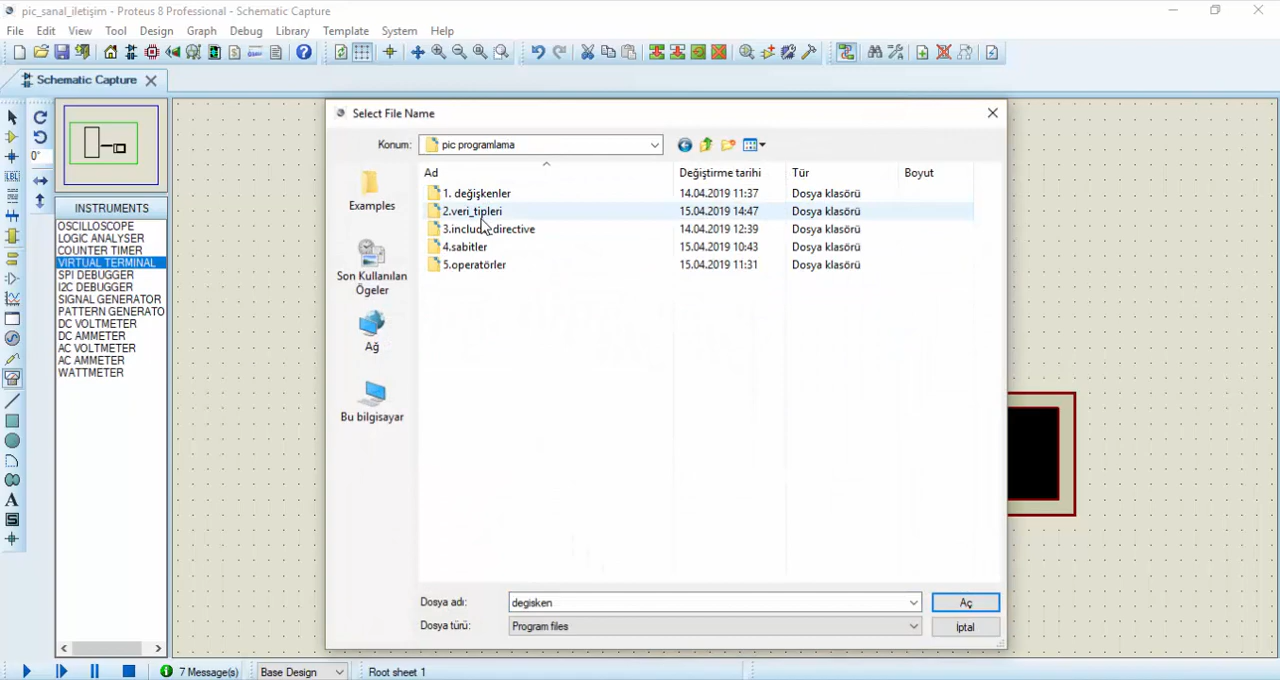 pic_sanal_iletişim - Proteus 8 Professional - Schematic Capture
File Edit View Tool Design Graph Debug Library Template System Help
Schematic Capture
0°
INSTRUMENTS
OSCILLOSCOPE
LOGIC ANALYSER
COUNTER TIMER
VIRTUAL TERMINAL
SPI DEBUGGER
I2C DEBUGGER
SIGNAL GENERATOR
PATTERN GENERATO
DC VOLTMETER
DC AMMETER
AC VOLTMETER
AC AMMETER
WATTMETER
Select File Name
Konum: pic programlama
Examples
Son Kullanılan
Ögeler
Ağ
Bu bilgisayar
Ad Değiştirme tarihi Tür Boyut
1. değişkenler 14.04.2019 11:37 Dosya klasörü
2.veri_tipleri 15.04.2019 14:47 Dosya klasörü
3.include_directive 14.04.2019 12:39 Dosya klasörü
4.sabitler 15.04.2019 10:43 Dosya klasörü
5.operatörler 15.04.2019 11:31 Dosya klasörü
Dosya adı: degisken Aç
Dosya türü: Program files İptal
7 Message(s) Base Design Root sheet 1